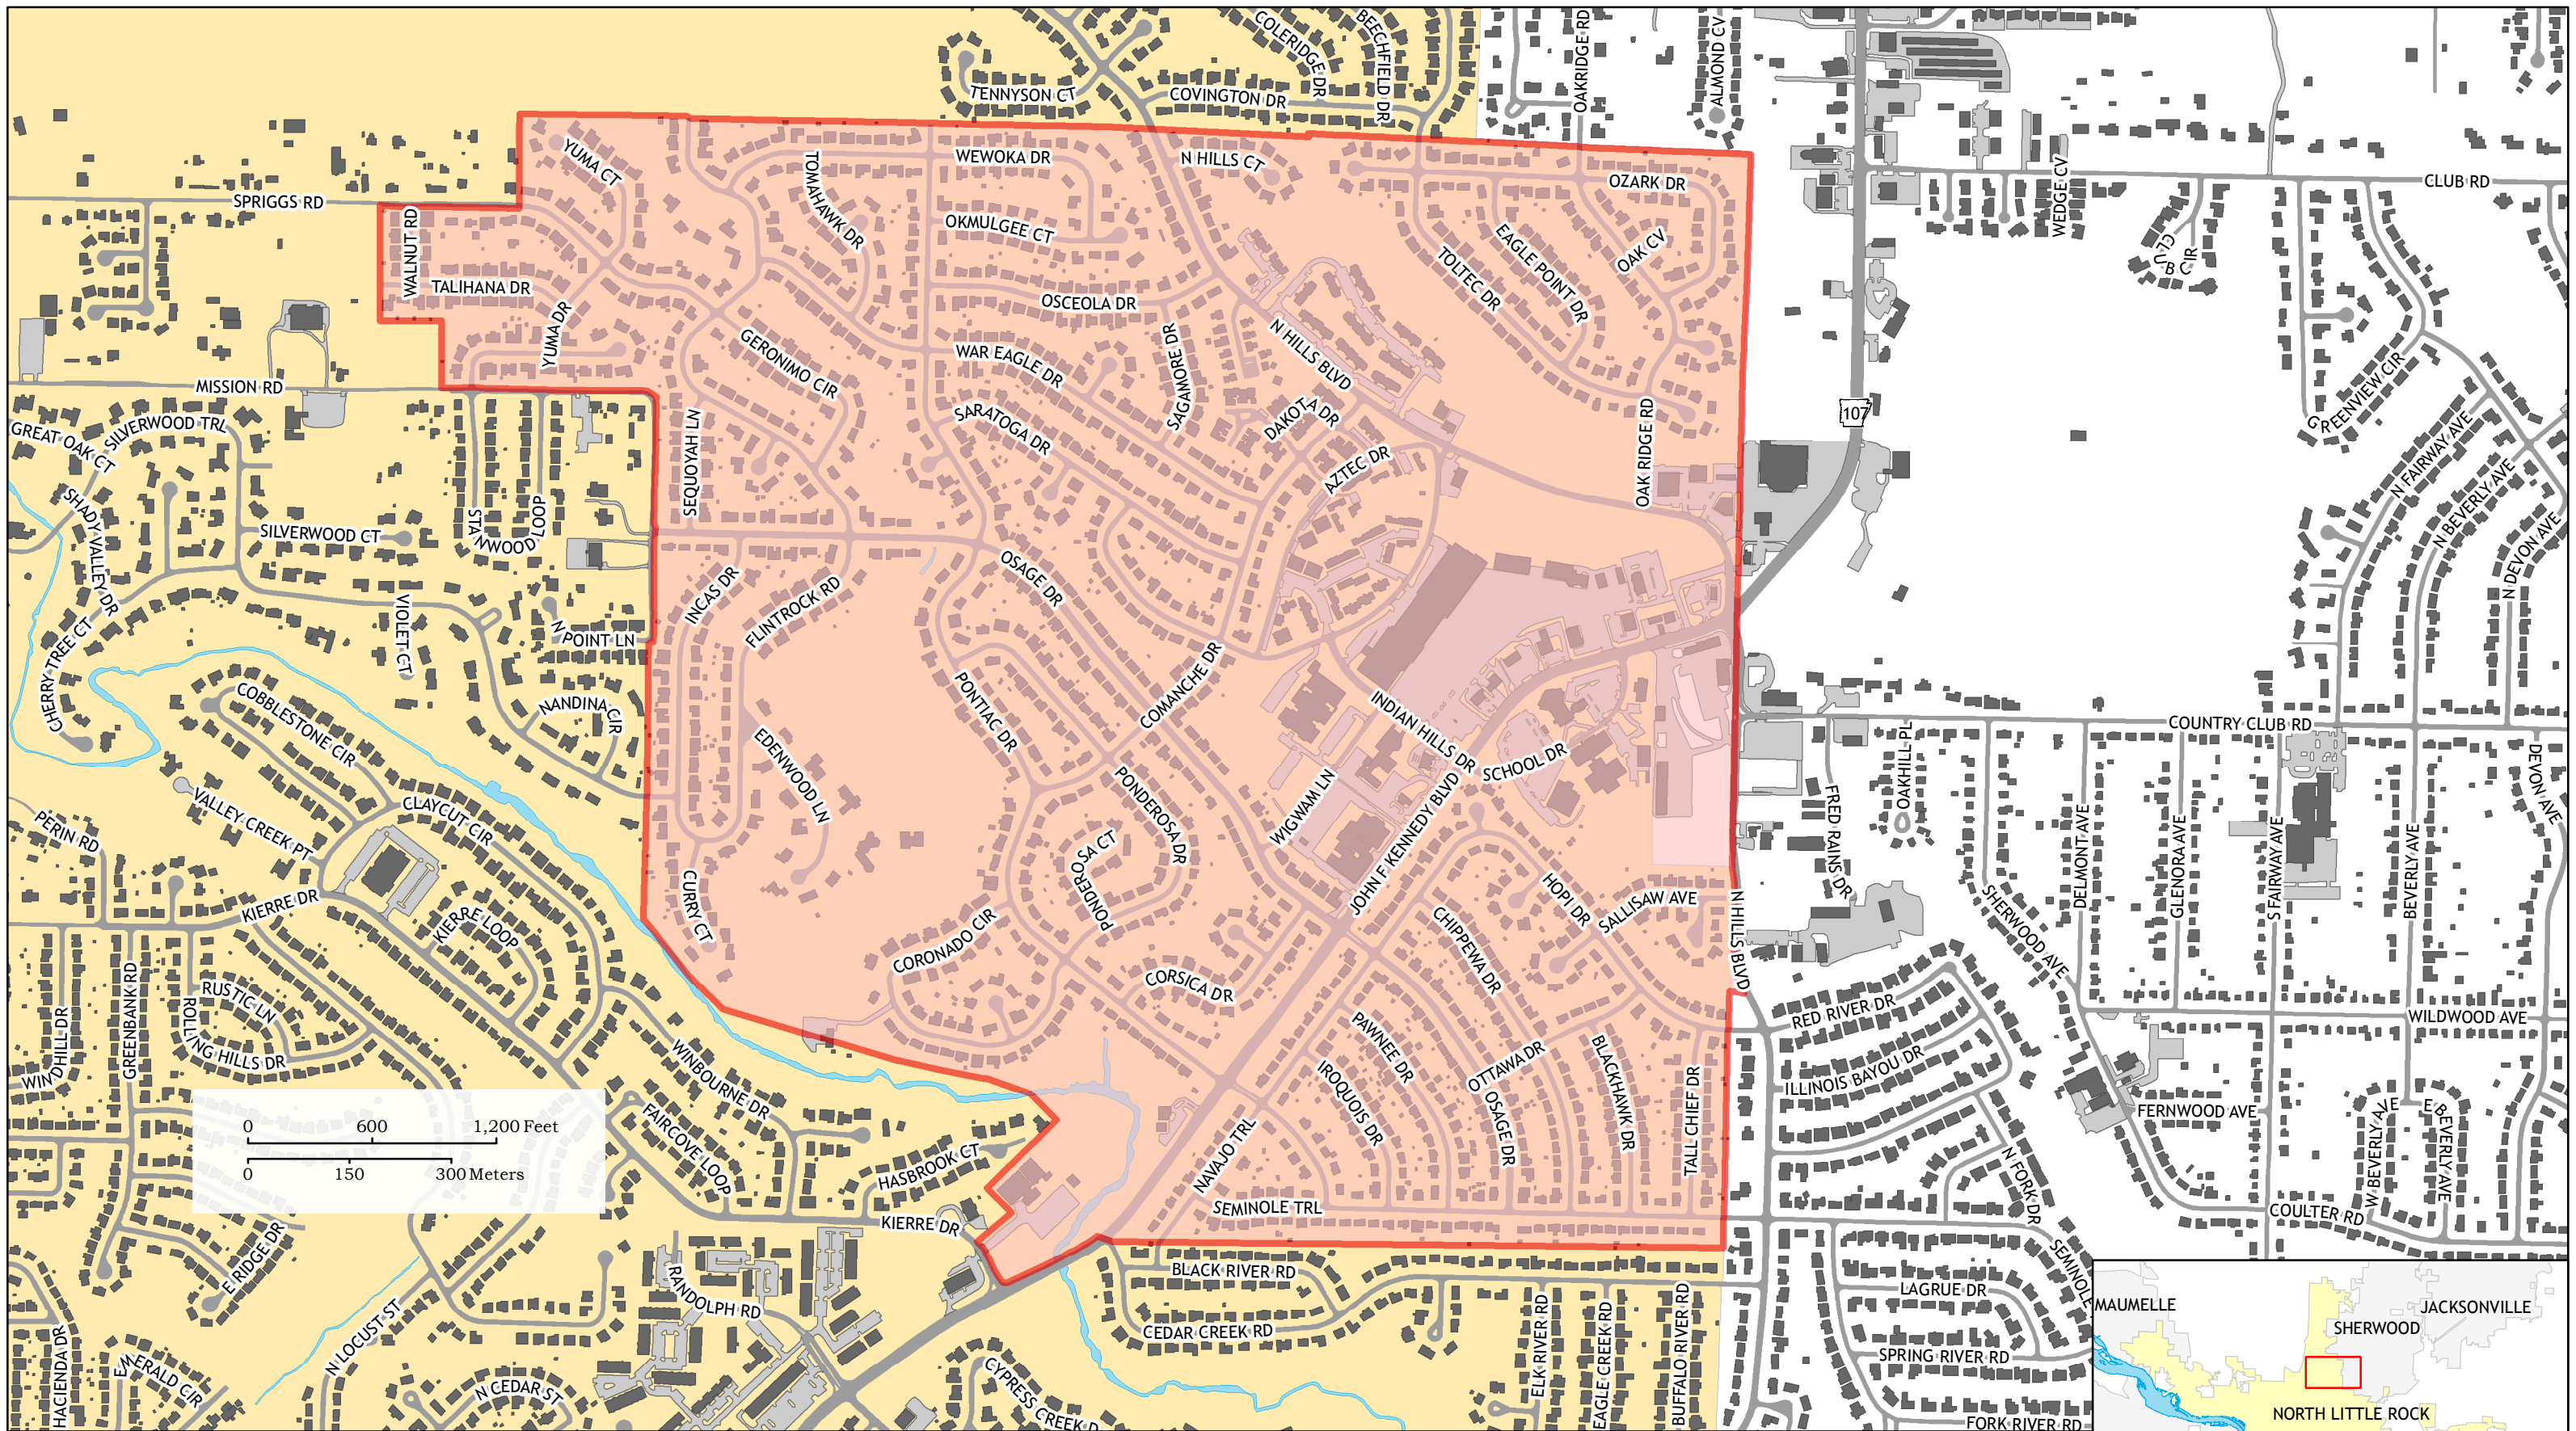 COLERIDGE DR
BEECHFIELD DR
OAKRIDGE RD
ALMOND CV
TENNYSON CT
COVINGTON DR
YUMA CT
TOMAHAWK DR
WEWOKA DR
N HILLS CT
OZARK DR
WEDGE CV
CLUB RD
SPRIGGS RD
WALNUT RD
OKMULGEE CT
EAGLE POINT DR
OAK CV
CLUB CIR
TALIHANA DR
OSCEOLA DR
TOLTEC DR
YUMA DR
GERONIMO CIR
WAR EAGLE DR
SAGAMORE DR
N HILLS BLVD
MISSION RD
GREENVIEW CIR
107
SILVERWOOD TRL
GREAT OAK CT
SEQUOYAH LN
SARATOGA DR
DAKOTA DR
AZTEC DR
OAK RIDGE RD
N FAIRWAY AVE
N BEVERLY AVE
SHADY VALLEY DR
SILVERWOOD CT
STANWOOD LOOP
N DEVON AVE
INCAS DR
FLINTROCK RD
OSAGE DR
VIOLET CT
N POINT LN
CHERRY TREE CT
COBBLESTONE CIR
NANDINA CIR
PONTIAC DR
COMANCHE DR
INDIAN HILLS DR
SCHOOL DR
COUNTRY CLUB RD
OAKHILL PL
EDENWOOD LN
PONDEROSA DR
WIGWAM LN
JOHN F KENNEDY BLVD
FRED RAINS DR
DEVON AVE
VALLEY CREEK PT
CLAYCUT CIR
PERIN RD
DELMONT AVE
GLENORA AVE
S FAIRWAY AVE
BEVERLY AVE
PONDEROSA CT
KIERRE DR
KIERRE LOOP
CURRY CT
CORONADO CIR
HOPI DR
SALLISAW AVE
CHIPPEWA DR
N HILLS BLVD
SHERWOOD AVE
WINDHILL DR
GREENBANK RD
RUSTIC LN
ROLLING HILLS DR
CORSICA DR
RED RIVER DR
WILDWOOD AVE
WINBOURNE DR
PAWNEE DR
IROQUOIS DR
OTTAWA DR
OSAGE DR
BLACKHAWK DR
TALL CHIEF DR
ILLINOIS BAYOU DR
FERNWOOD AVE
W BEVERLY AVE
E BEVERLY AVE
0 600 1,200 Feet
0 150 300 Meters
FAIRCOVE LOOP
HASBROOK CT
KIERRE DR
NAVAJO TRL
SEMINOLE TRL
N FORK DR
COULTER RD
E RIDGE DR
BLACK RIVER RD
SEMINOLE
RANDOLPH RD
N LOCUST ST
CEDAR CREEK RD
LAGRUE DR
SPRING RIVER RD
HACIENDA DR
EMERALD CIR
N CEDAR ST
CYPRESS CREEK D
ELK RIVER RD
EAGLE CREEK RD
BUFFALO RIVER RD
FORK RIVER RD
MAUMELLE
JACKSONVILLE
SHERWOOD
NORTH LITTLE ROCK